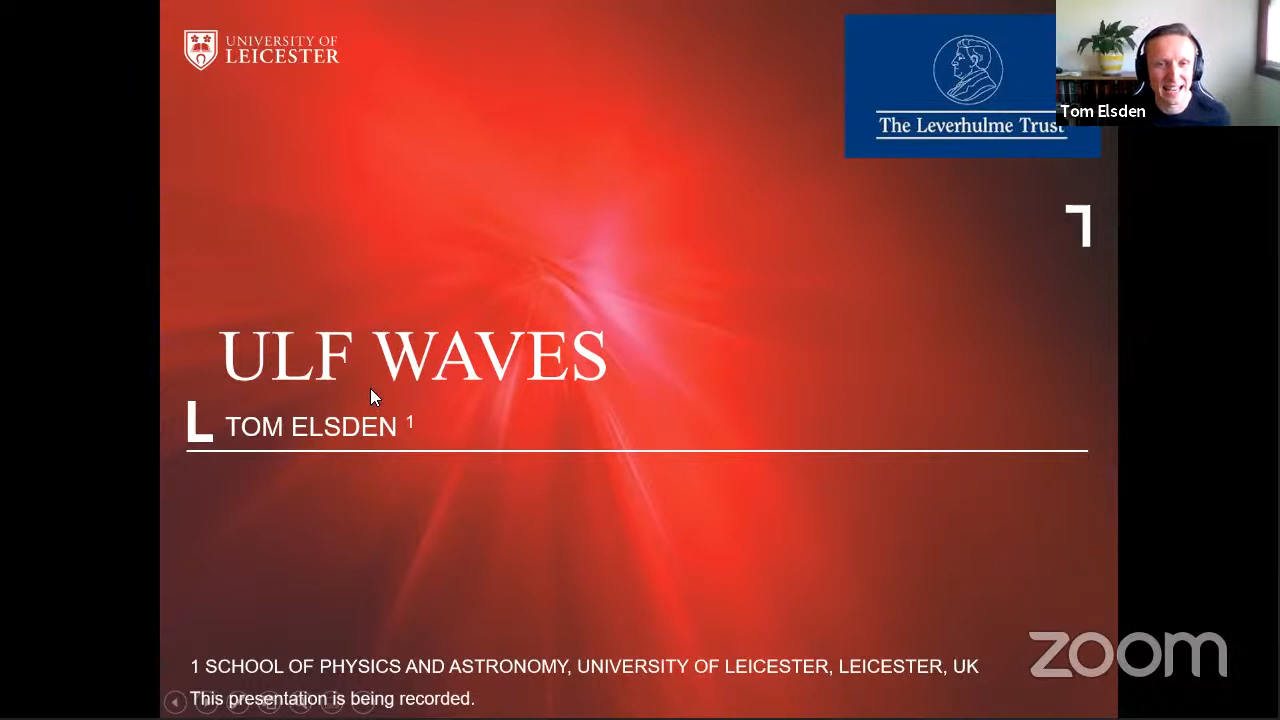 UNIVERSITY OF
LEICESTER
The Leverhulme Trust
Tom Elsden
ULF WAVES
TOM ELSDEN 1
1 SCHOOL OF PHYSICS AND ASTRONOMY, UNIVERSITY OF LEICESTER, LEICESTER, UK
This presentation is being recorded.
zoom